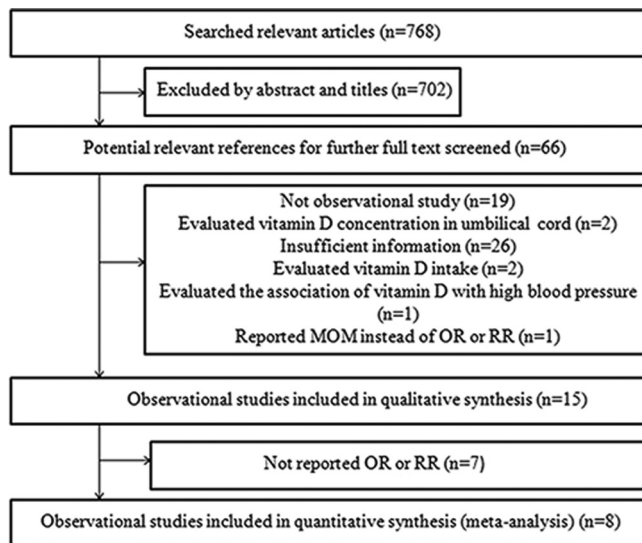 Searched relevant articles (n=768)
Excluded by abstract and titles (n=702)
Potential relevant references for further full text screened (n=66)
Not observational study (n=19)
Evaluated vitamin D concentration in umbilical cord (n=2)
Insufficient information (n=26)
Evaluated vitamin D intake (n=2)
Evaluated the association of vitamin D with high blood pressure
(n=1)
Reported MOM instead of OR or RR (n=1)
Observational studies included in qualitative synthesis (n=15)
Not reported OR or RR (n=7)
Observational studies included in quantitative synthesis (meta-analysis) (n=8)